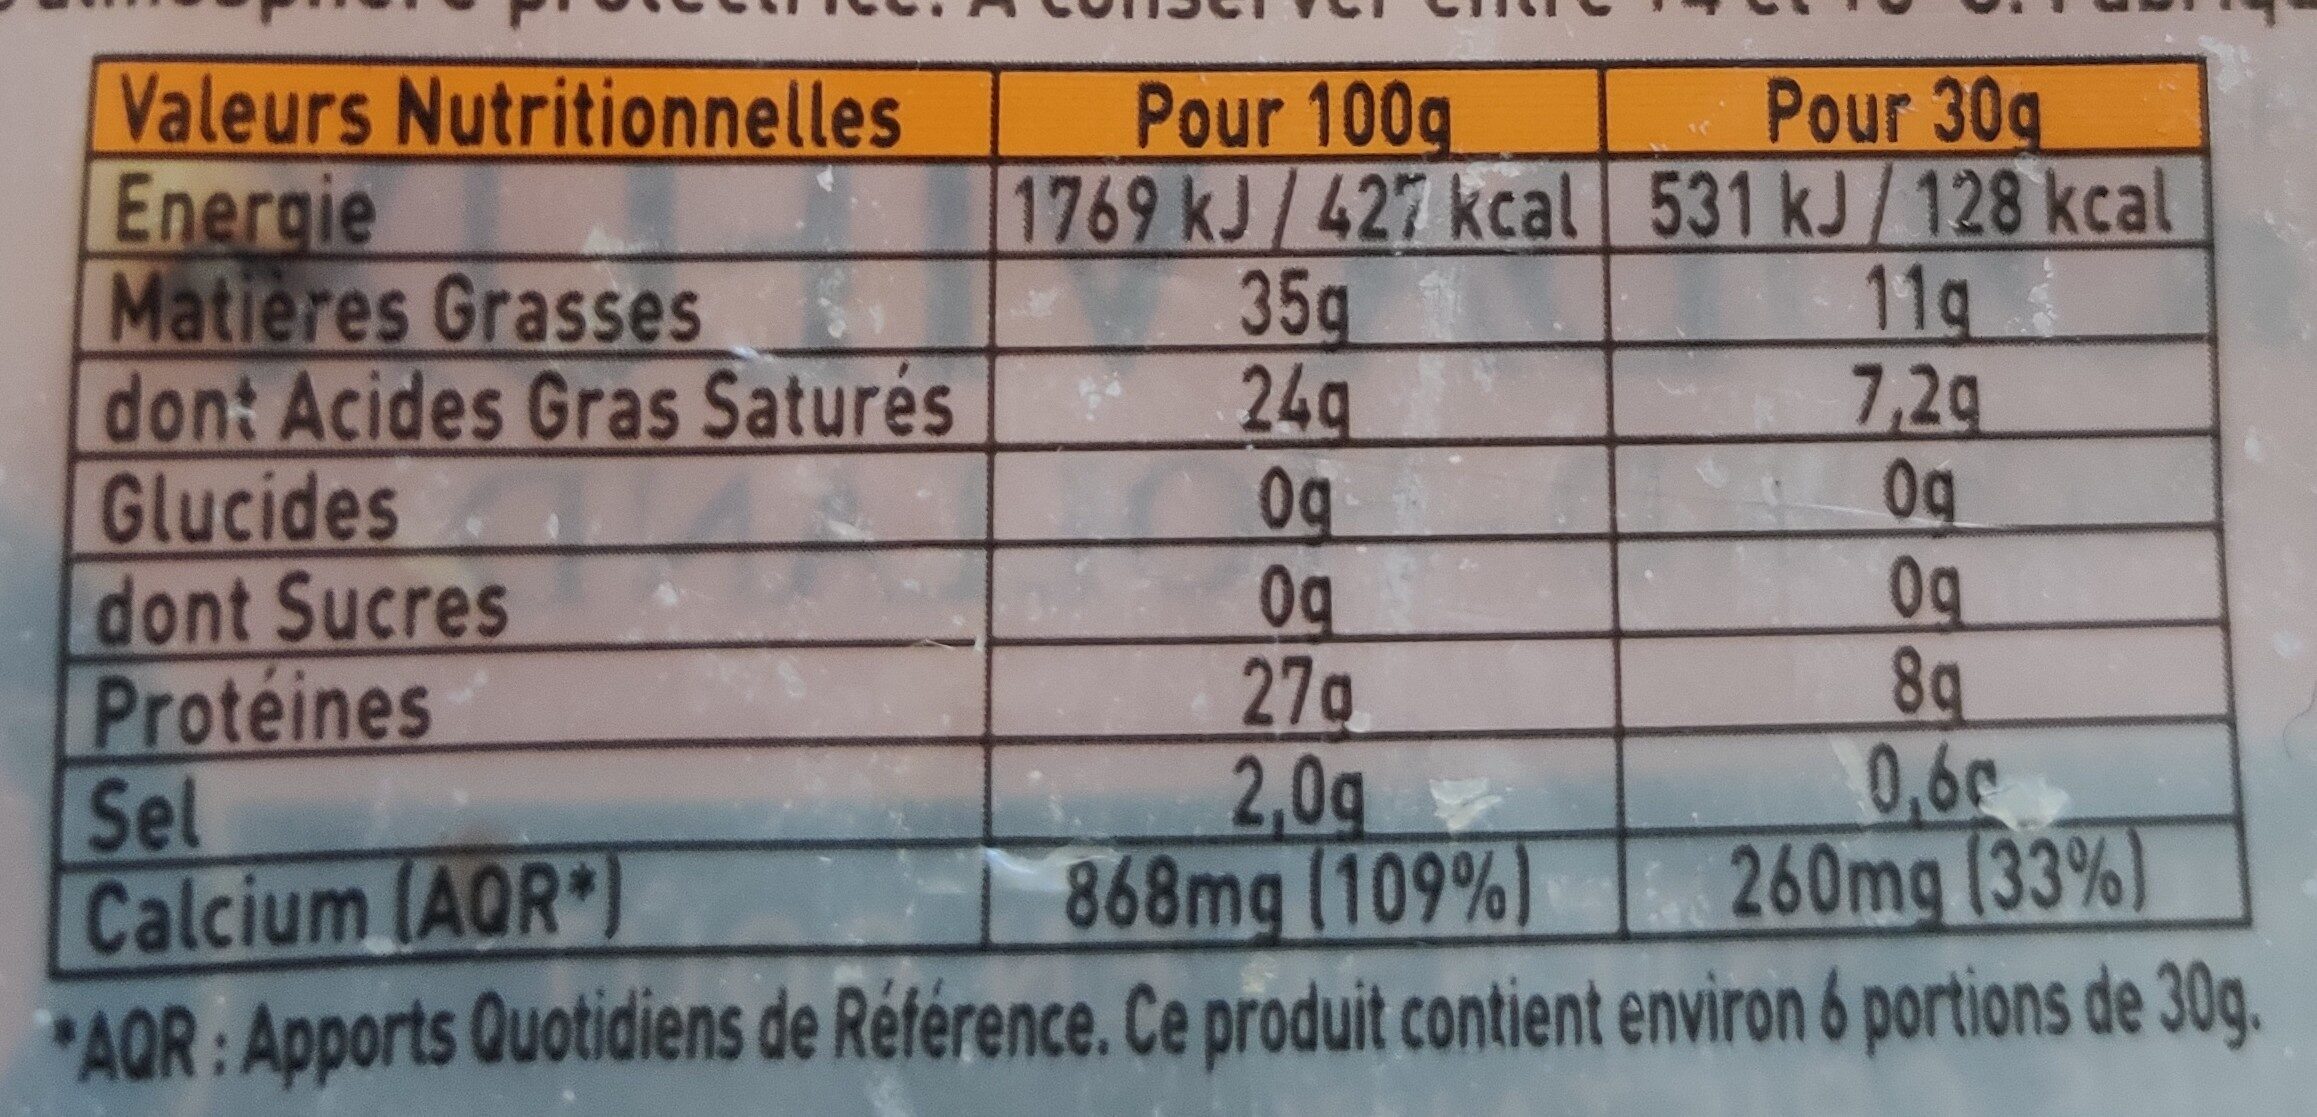 Valeurs Nutritionnelles Pour 100g Pour 30g
Energie 1769 kJ / 427 kcal 531 kJ / 128 kcal
Matières Grasses 35g 11g
dont Acides Gras Saturés 24g 7,2g
Glucides 0g 0g
dont Sucres 0g 0g
Protéines 27g 8g
Sel 2,0g 0,6g
Calcium (AQR*) 868mg (109%) 260mg (33%)
*AQR : Apports Quotidiens de Référence. Ce produit contient environ 6 portions de 30g.